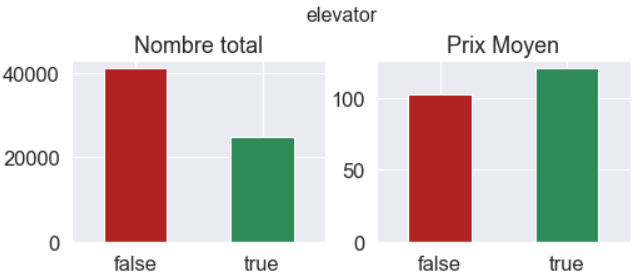 elevator
Nombre total
40000
20000
0
false
true
Prix Moyen
100
50
0
false
true